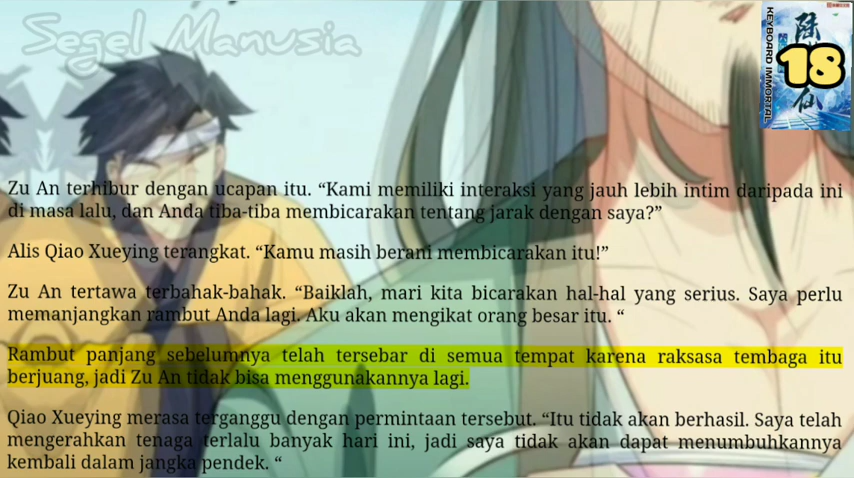 Segel Manusia
KEYBOARD IMMORTAL
18
Zu An terhibur dengan ucapan itu. “Kami memiliki interaksi yang jauh lebih intim daripada ini
di masa lalu, dan Anda tiba-tiba membicarakan tentang jarak dengan saya?”
Alis Qiao Xueying terangkat. “Kamu masih berani membicarakan itu!”
Zu An tertawa terbahak-bahak. “Baiklah, mari kita bicarakan hal-hal yang serius. Saya perlu
memanjangkan rambut Anda lagi. Aku akan mengikat orang besar itu. “
Rambut panjang sebelumnya telah tersebar di semua tempat karena raksasa tembaga itu
berjuang, jadi Zu An tidak bisa menggunakannya lagi.
Qiao Xueying merasa terganggu dengan permintaan tersebut. “Itu tidak akan berhasil. Saya telah
mengerahkan tenaga terlalu banyak hari ini, jadi saya tidak akan dapat menumbuhkannya
kembali dalam jangka pendek. “